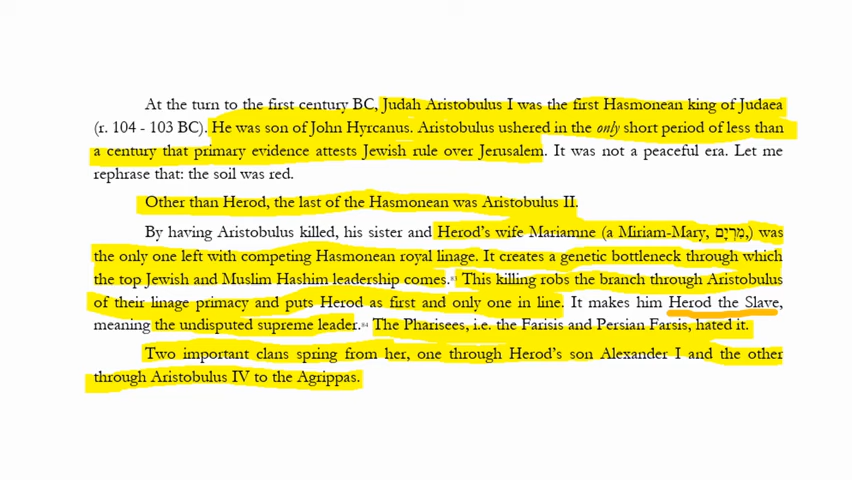 At the turn to the first century BC, Judah Aristobulus I was the first Hasmonean king of Judaea
(r. 104 - 103 BC). He was son of John Hyrcanus. Aristobulus ushered in the only short period of less than
a century that primary evidence attests Jewish rule over Jerusalem. It was not a peaceful era. Let me
rephrase that: the soil was red.
Other than Herod, the last of the Hasmonean was Aristobulus II.
By having Aristobulus killed, his sister and Herod's wife Mariamne (a Miriam-Mary, מִרְיָם,) was
the only one left with competing Hasmonean royal linage. It creates a genetic bottleneck through which
the top Jewish and Muslim Hashim leadership comes.83 This killing robs the branch through Aristobulus
of their linage primacy and puts Herod as first and only one in line. It makes him Herod the Slave,
meaning the undisputed supreme leader.84 The Pharisees, i.e. the Farisis and Persian Farsis, hated it.
Two important clans spring from her, one through Herod's son Alexander I and the other
through Aristobulus IV to the Agrippas.